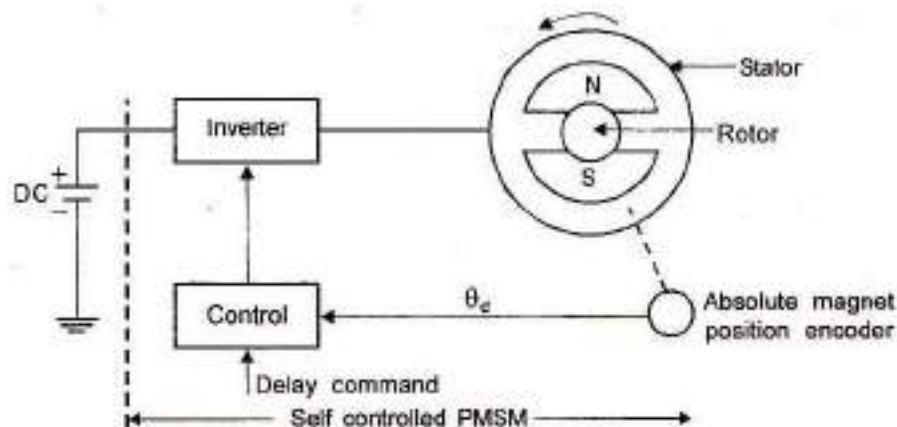 N
Stator
Inverter
Rotor
DC
+
−
S
θd
Control
Absolute magnet
position encoder
Delay command
Self controlled PMSM